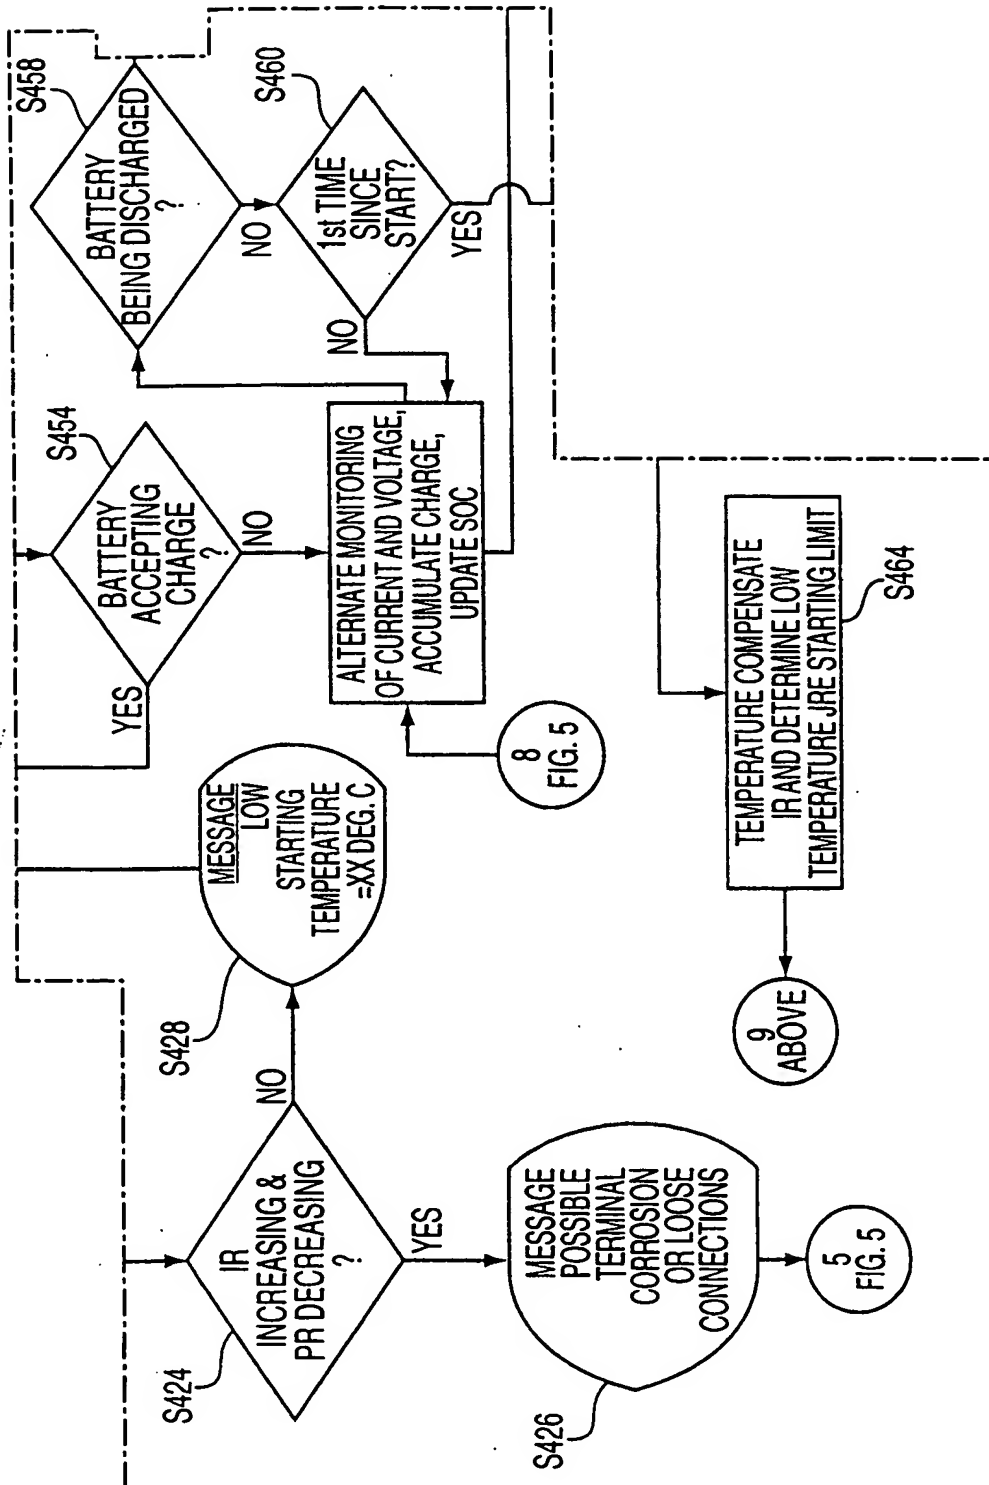 S424
IR
INCREASING &
PR DECREASING
?
NO
YES
S428
MESSAGE
LOW
STARTING
TEMPERATURE
=XX DEG. C
S426
MESSAGE
POSSIBLE
TERMINAL
CORROSION
OR LOOSE
CONNECTIONS
5
FIG. 5
YES
S454
BATTERY
ACCEPTING
CHARGE
?
NO
ALTERNATE MONITORING
OF CURRENT AND VOLTAGE,
ACCUMULATE CHARGE,
UPDATE SOC
8
FIG. 5
S458
BATTERY
BEING DISCHARGED
?
NO
S460
1st TIME
SINCE
START?
NO
YES
TEMPERATURE COMPENSATE
IR AND DETERMINE LOW
TEMPERATURE JRE STARTING LIMIT
S464
9
ABOVE